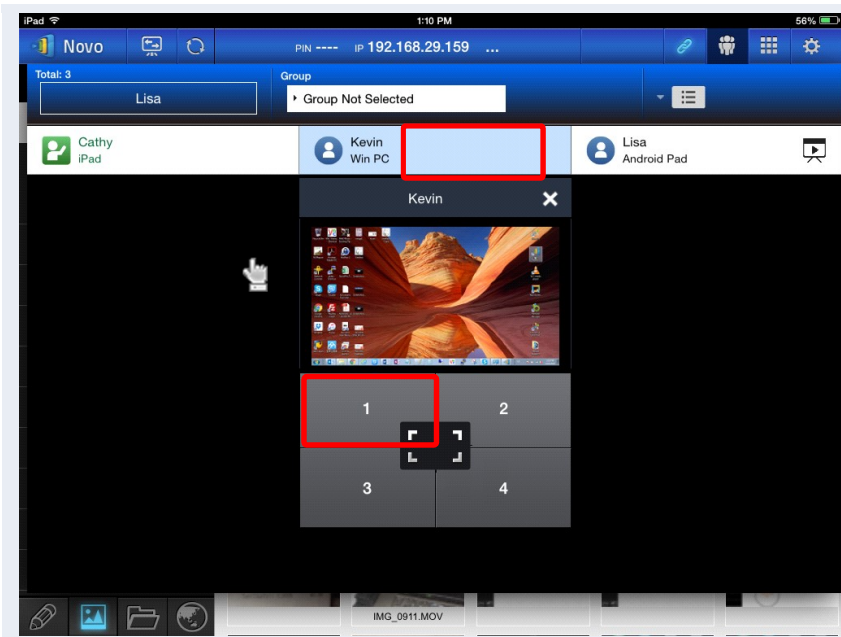 iPad 1:10 PM 56%
Novo PIN ---- IP 192.168.29.159 ...
Total: 3 Group
Lisa Group Not Selected
Cathy Kevin Lisa
iPad Win PC Android Pad
Kevin
1 2
3 4
IMG_0911.MOV